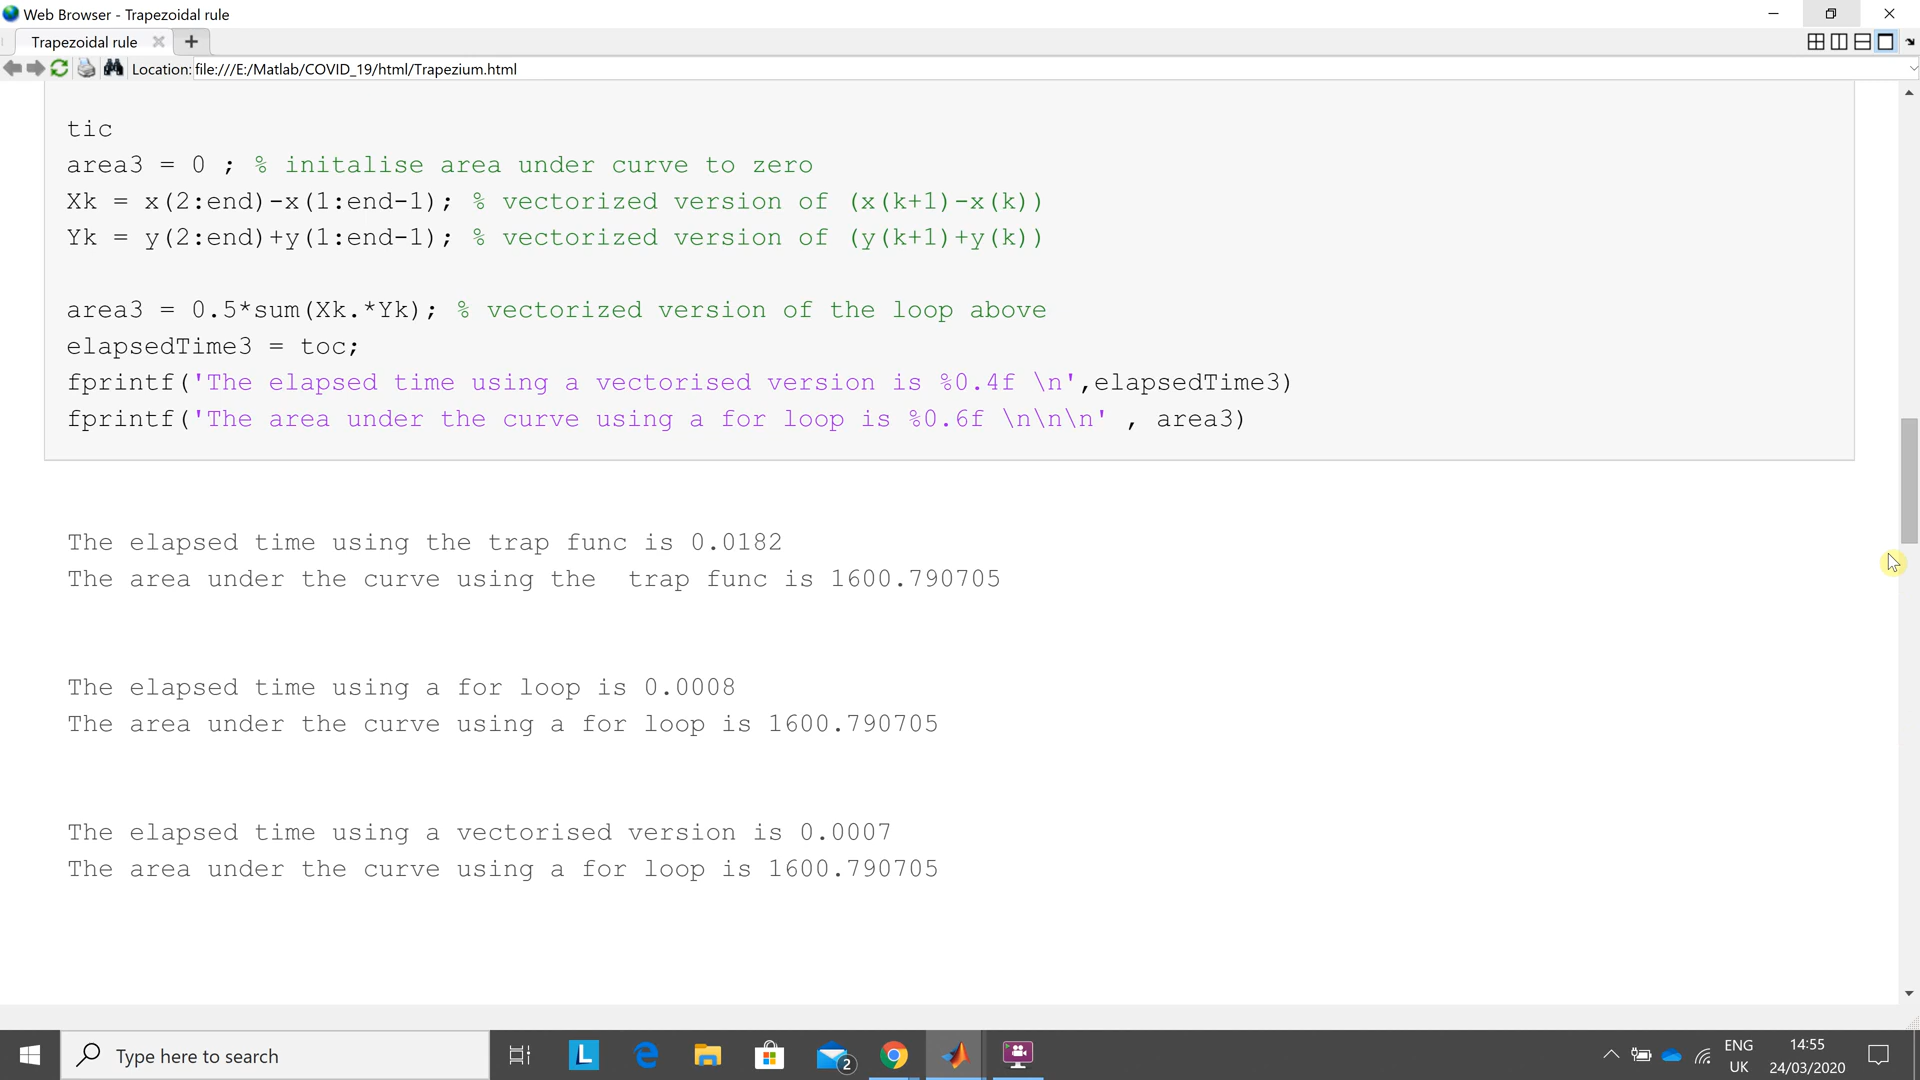 Web Browser - Trapezoidal rule
Trapezoidal rule
Location: file:///E:/Matlab/COVID_19/html/Trapezium.html
tic
area3 = 0 ; % initalise area under curve to zero
Xk = x(2:end)-x(1:end-1); % vectorized version of (x(k+1)-x(k))
Yk = y(2:end)+y(1:end-1); % vectorized version of (y(k+1)+y(k))
area3 = 0.5*sum(Xk.*Yk); % vectorized version of the loop above
elapsedTime3 = toc;
fprintf('The elapsed time using a vectorised version is %0.4f \n',elapsedTime3)
fprintf('The area under the curve using a for loop is %0.6f \n\n\n' , area3)
The elapsed time using the trap func is 0.0182
The area under the curve using the  trap func is 1600.790705
The elapsed time using a for loop is 0.0008
The area under the curve using a for loop is 1600.790705
The elapsed time using a vectorised version is 0.0007
The area under the curve using a for loop is 1600.790705
Type here to search
L
2
ENG
UK
14:55
24/03/2020